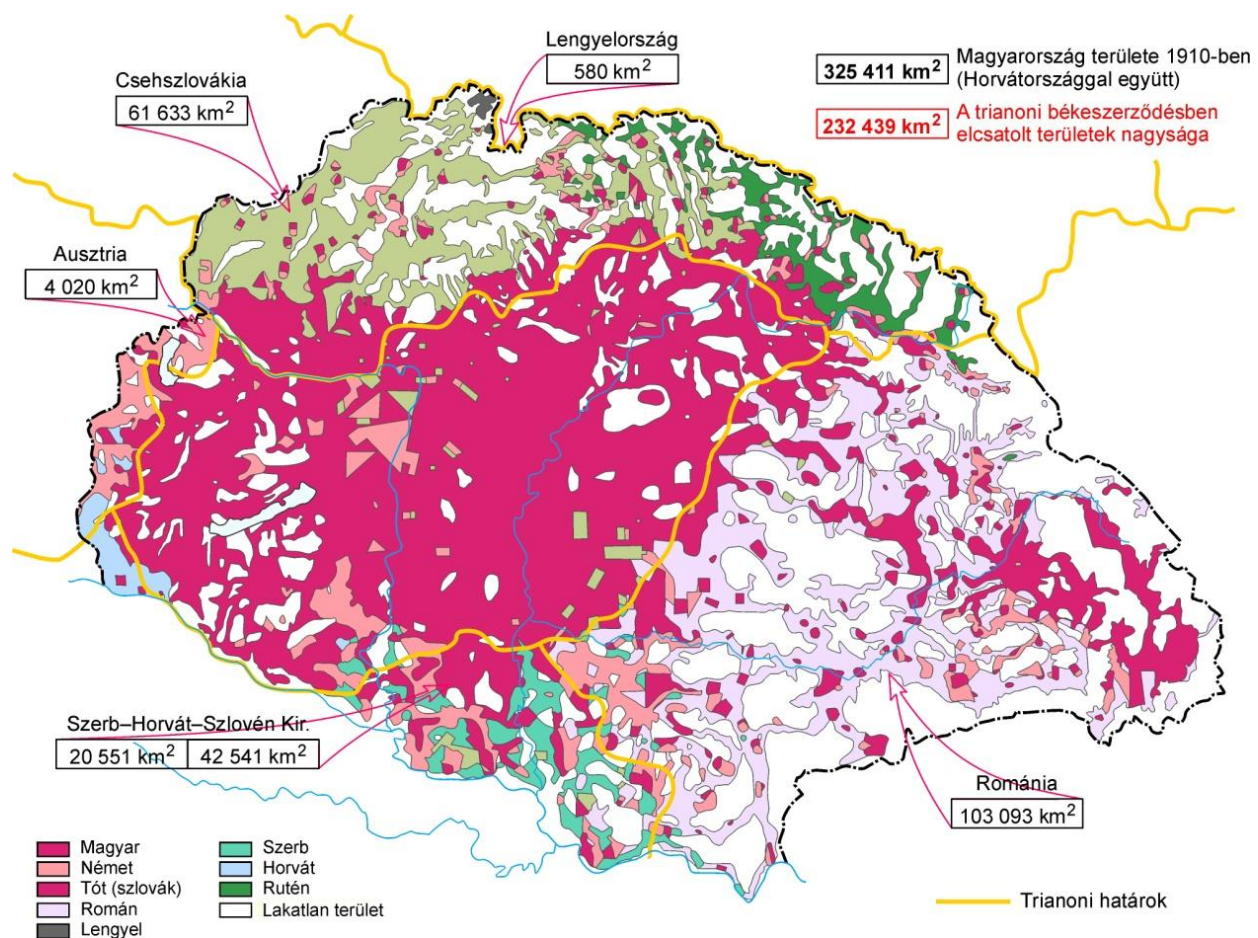 Lengyelország
580 km²
Csehszlovákia
61 633 km²
325 411 km² Magyarország területe 1910-ben
(Horvátországgal együtt)
232 439 km² A trianoni békeszerződésben
elcsatolt területek nagysága
Ausztria
4 020 km²
Szerb–Horvát–Szlovén Kir.
20 551 km² 42 541 km²
Románia
103 093 km²
Magyar
Német
Tót (szlovák)
Román
Lengyel
Szerb
Horvát
Rutén
Lakatlan terület
Trianoni határok